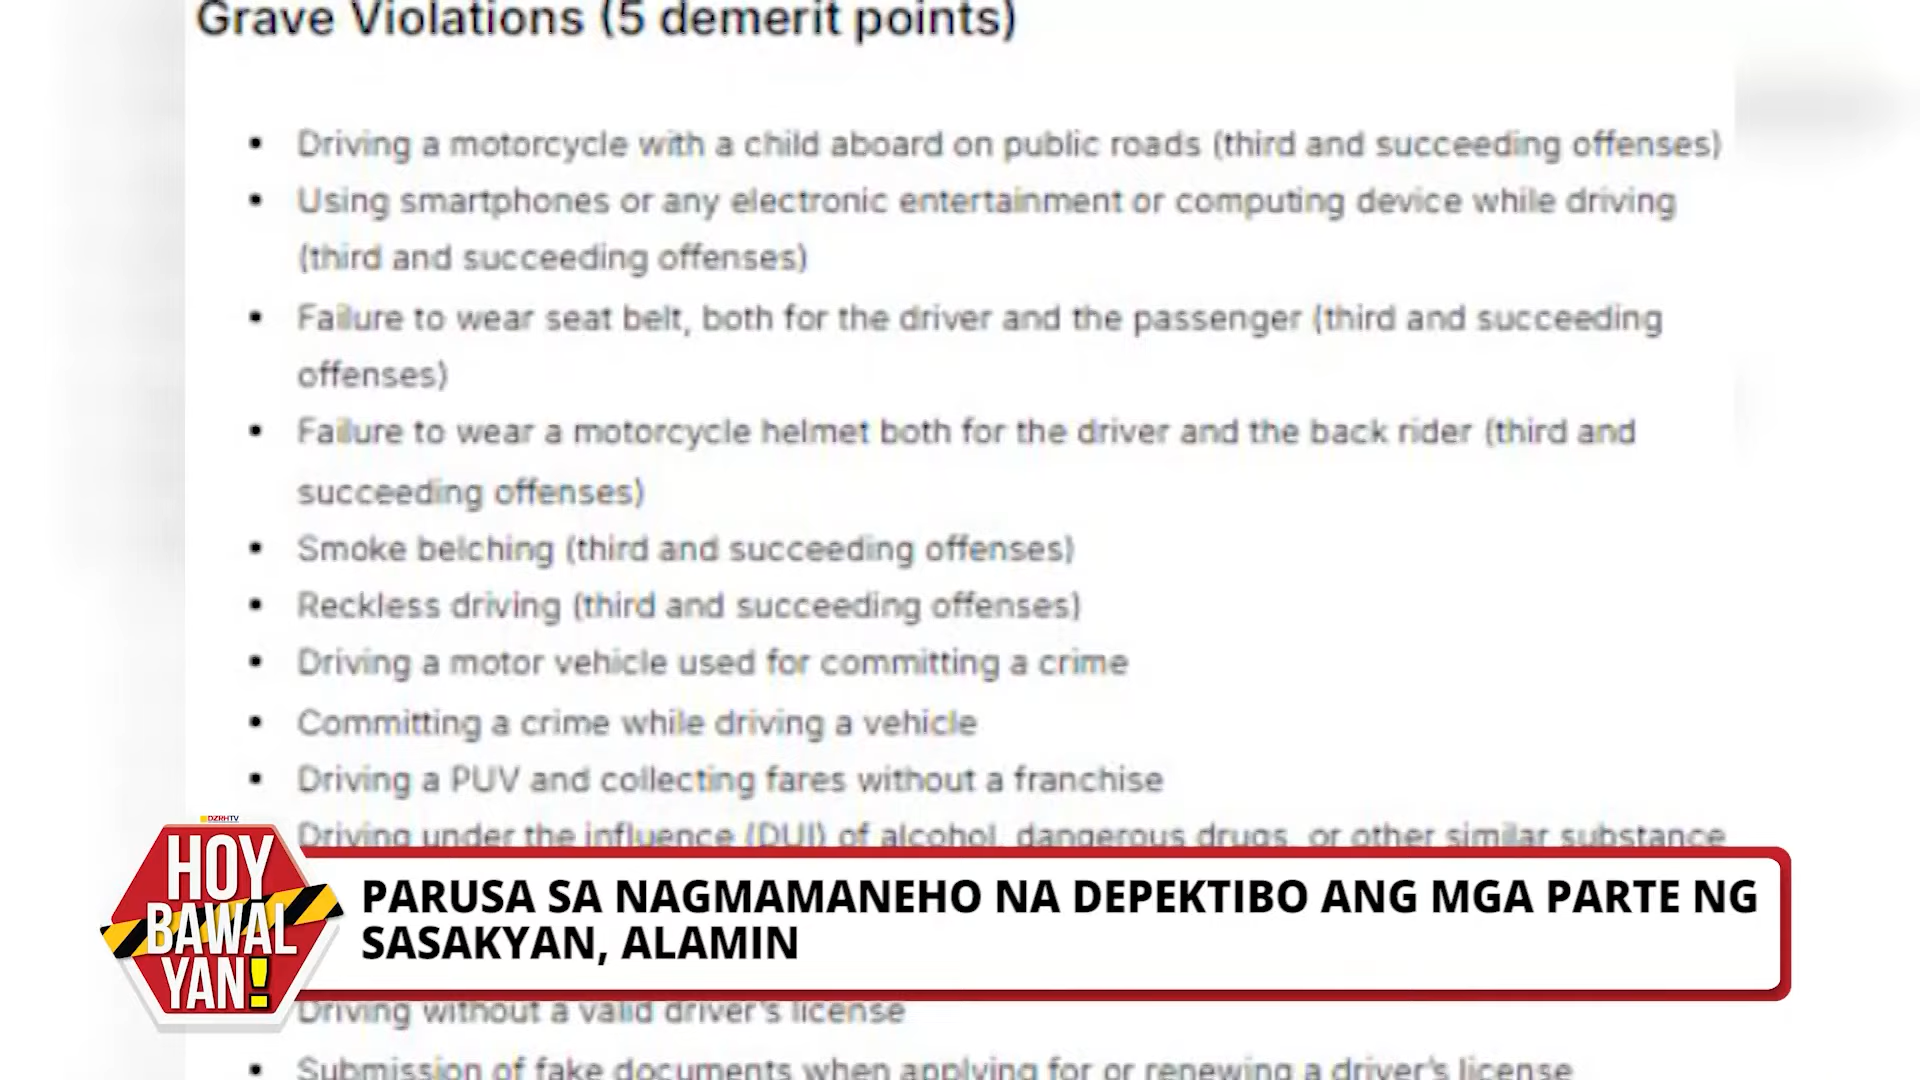 Grave Violations (5 demerit points)
• Driving a motorcycle with a child aboard on public roads (third and succeeding offenses)
• Using smartphones or any electronic entertainment or computing device while driving
(third and succeeding offenses)
• Failure to wear seat belt, both for the driver and the passenger (third and succeeding
offenses)
• Failure to wear a motorcycle helmet both for the driver and the back rider (third and
succeeding offenses)
• Smoke belching (third and succeeding offenses)
• Reckless driving (third and succeeding offenses)
• Driving a motor vehicle used for committing a crime
• Committing a crime while driving a vehicle
• Driving a PUV and collecting fares without a franchise
Driving under the influence (DUI) of alcohol, dangerous drugs, or other similar substance
DZRHTV
HOY
BAWAL
YAN!
PARUSA SA NAGMAMANEHO NA DEPEKTIBO ANG MGA PARTE NG
SASAKYAN, ALAMIN
Driving without a valid driver's license
• Submission of fake documents when applying for or renewing a driver's license